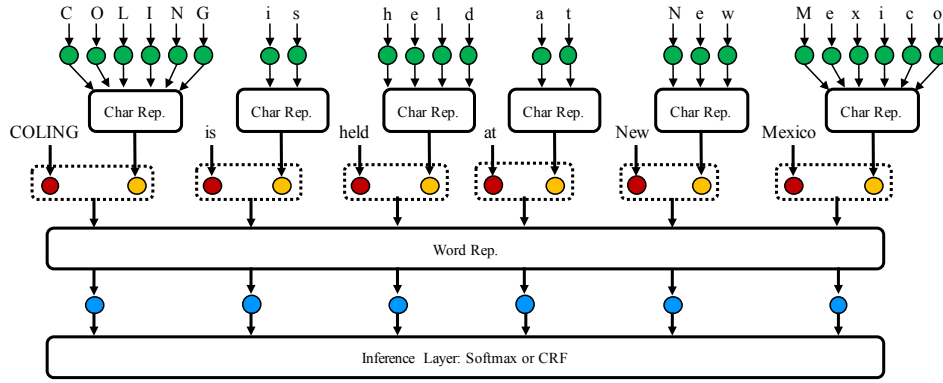 C O L I N G i s h e l d a t N e w M e x i c o
Char Rep. Char Rep. Char Rep. Char Rep. Char Rep. Char Rep.
COLING is held at New Mexico
Word Rep.
Inference Layer: Softmax or CRF